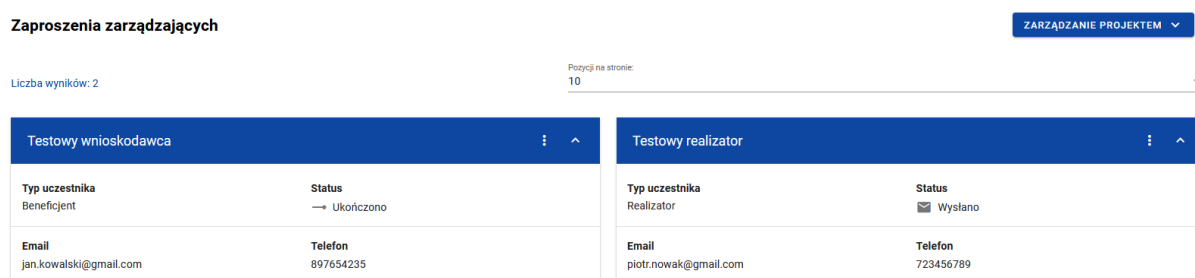 Zaproszenia zarządzających
ZARZĄDZANIE PROJEKTEM
Liczba wyników: 2
Pozycji na stronie:
10
Testowy wnioskodawca
Typ uczestnika
Status
Beneficjent
Ukończono
Email
Telefon
jan.kowalski@gmail.com
897654235
Testowy realizator
Typ uczestnika
Status
Realizator
Wysłano
Email
Telefon
piotr.nowak@gmail.com
723456789